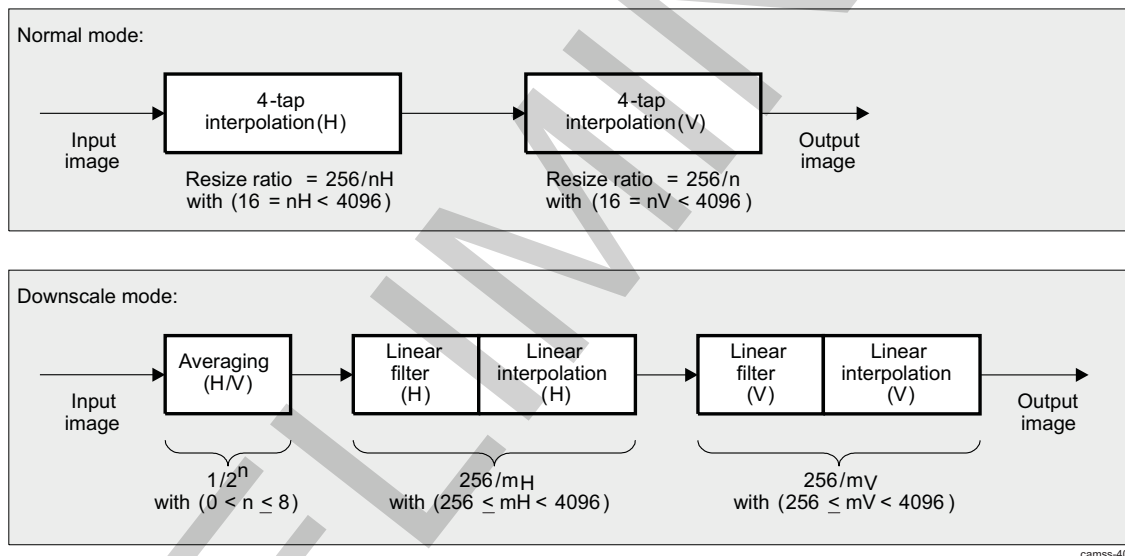 Normal mode:
4-tap
interpolation(H)
4-tap
interpolation(V)
Input
image
Output
image
Resize ratio = 256/nH
with (16 = nH < 4096)
Resize ratio = 256/n
with (16 = nV < 4096)
Downscale mode:
Averaging
(H/V)
Linear
filter
(H)
Linear
interpolation
(H)
Linear
filter
(V)
Linear
interpolation
(V)
Input
image
Output
image
1/2ⁿ
with (0 < n ≤ 8)
256/mH
with (256 ≤ mH < 4096)
256/mV
with (256 ≤ mV < 4096)